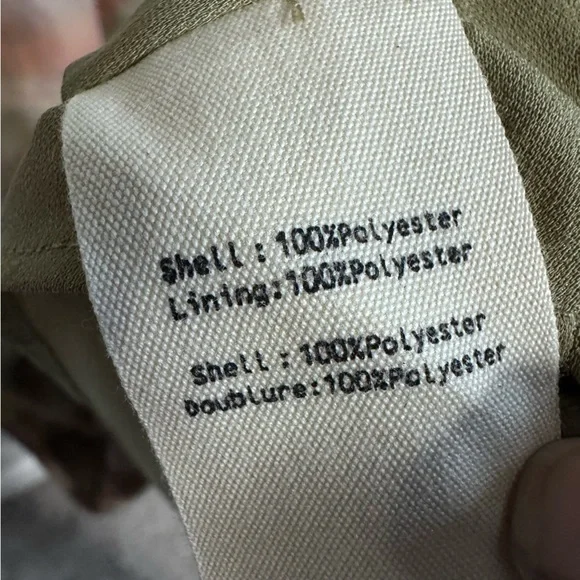 Shell : 100%Polyester
Lining:100%Polyester
Shell : 100%Polyester
Doublure:100%Polyester